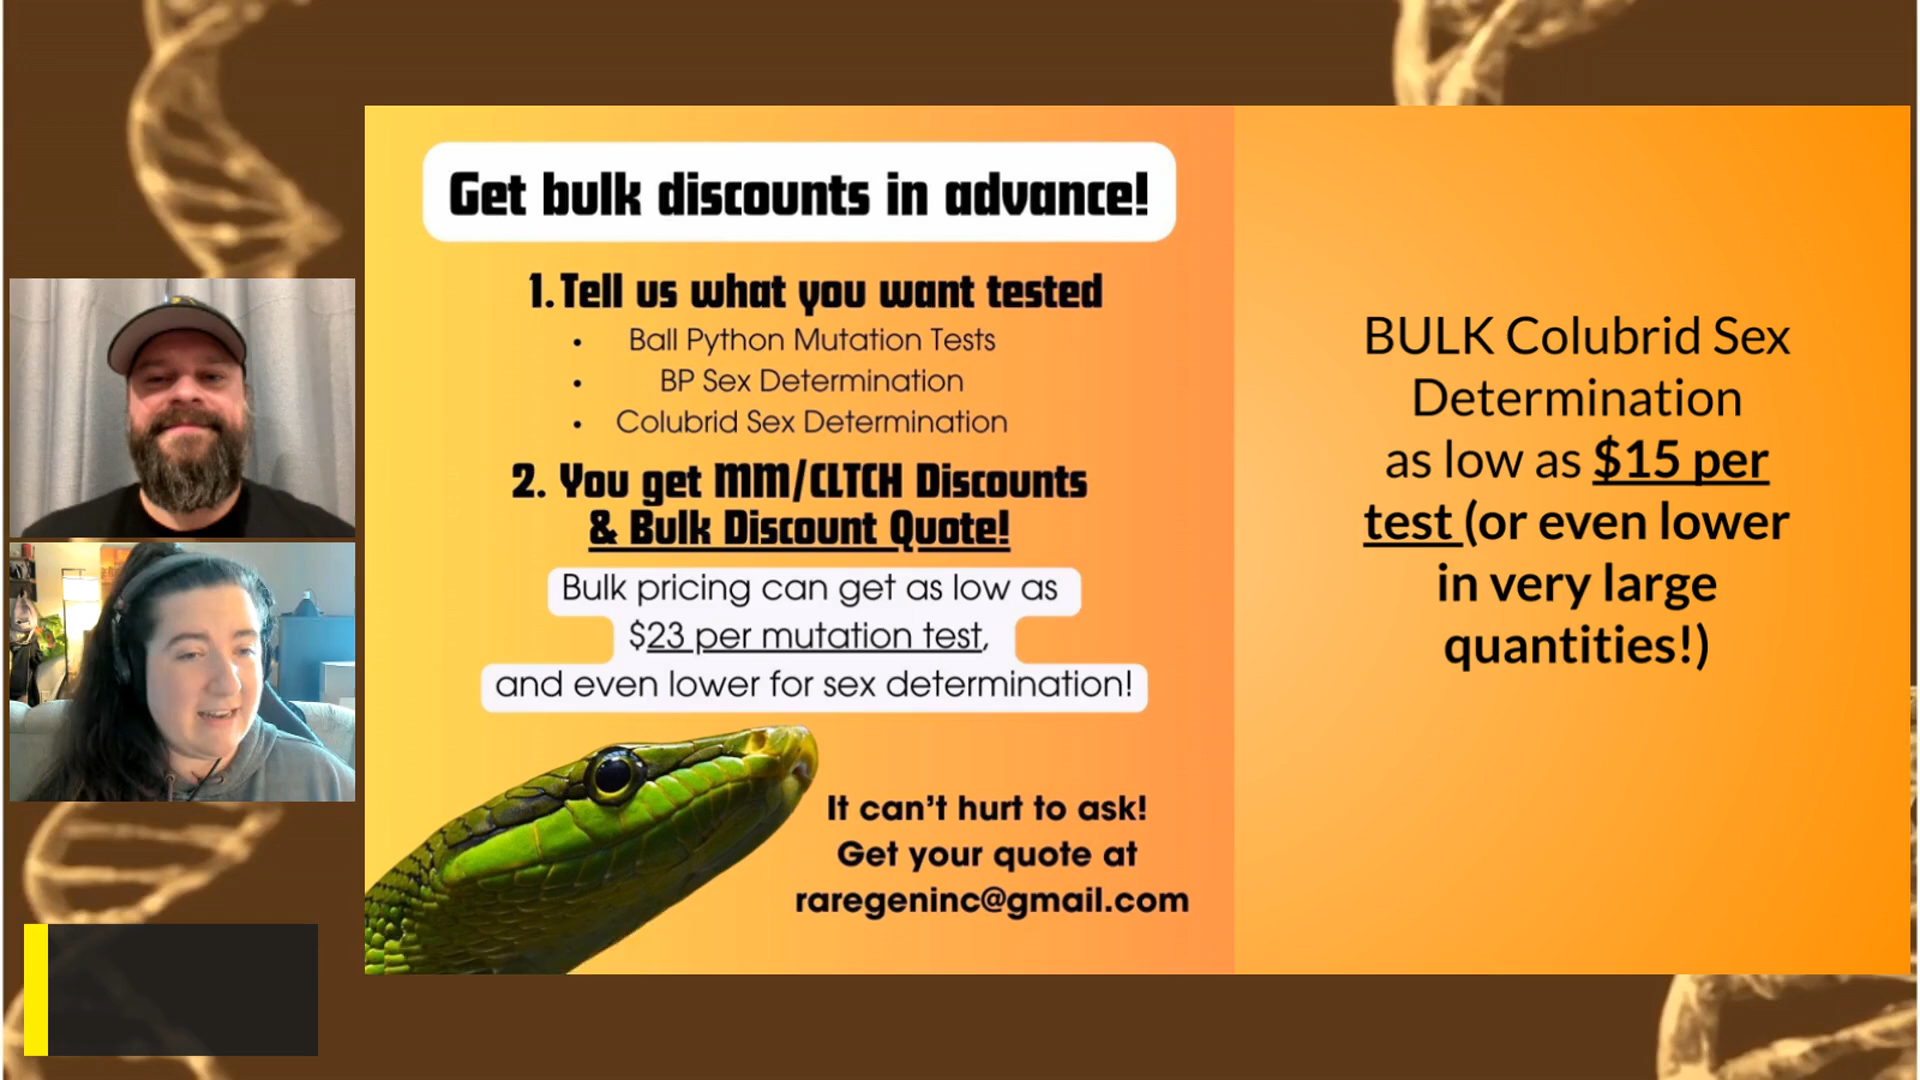 Get bulk discounts in advance!
1. Tell us what you want tested
• Ball Python Mutation Tests
• BP Sex Determination
• Colubrid Sex Determination
2. You get MM/CLTCH Discounts
& Bulk Discount Quote!
Bulk pricing can get as low as
$23 per mutation test,
and even lower for sex determination!
It can't hurt to ask!
Get your quote at
raregeninc@gmail.com
BULK Colubrid Sex
Determination
as low as $15 per
test (or even lower
in very large
quantities!)